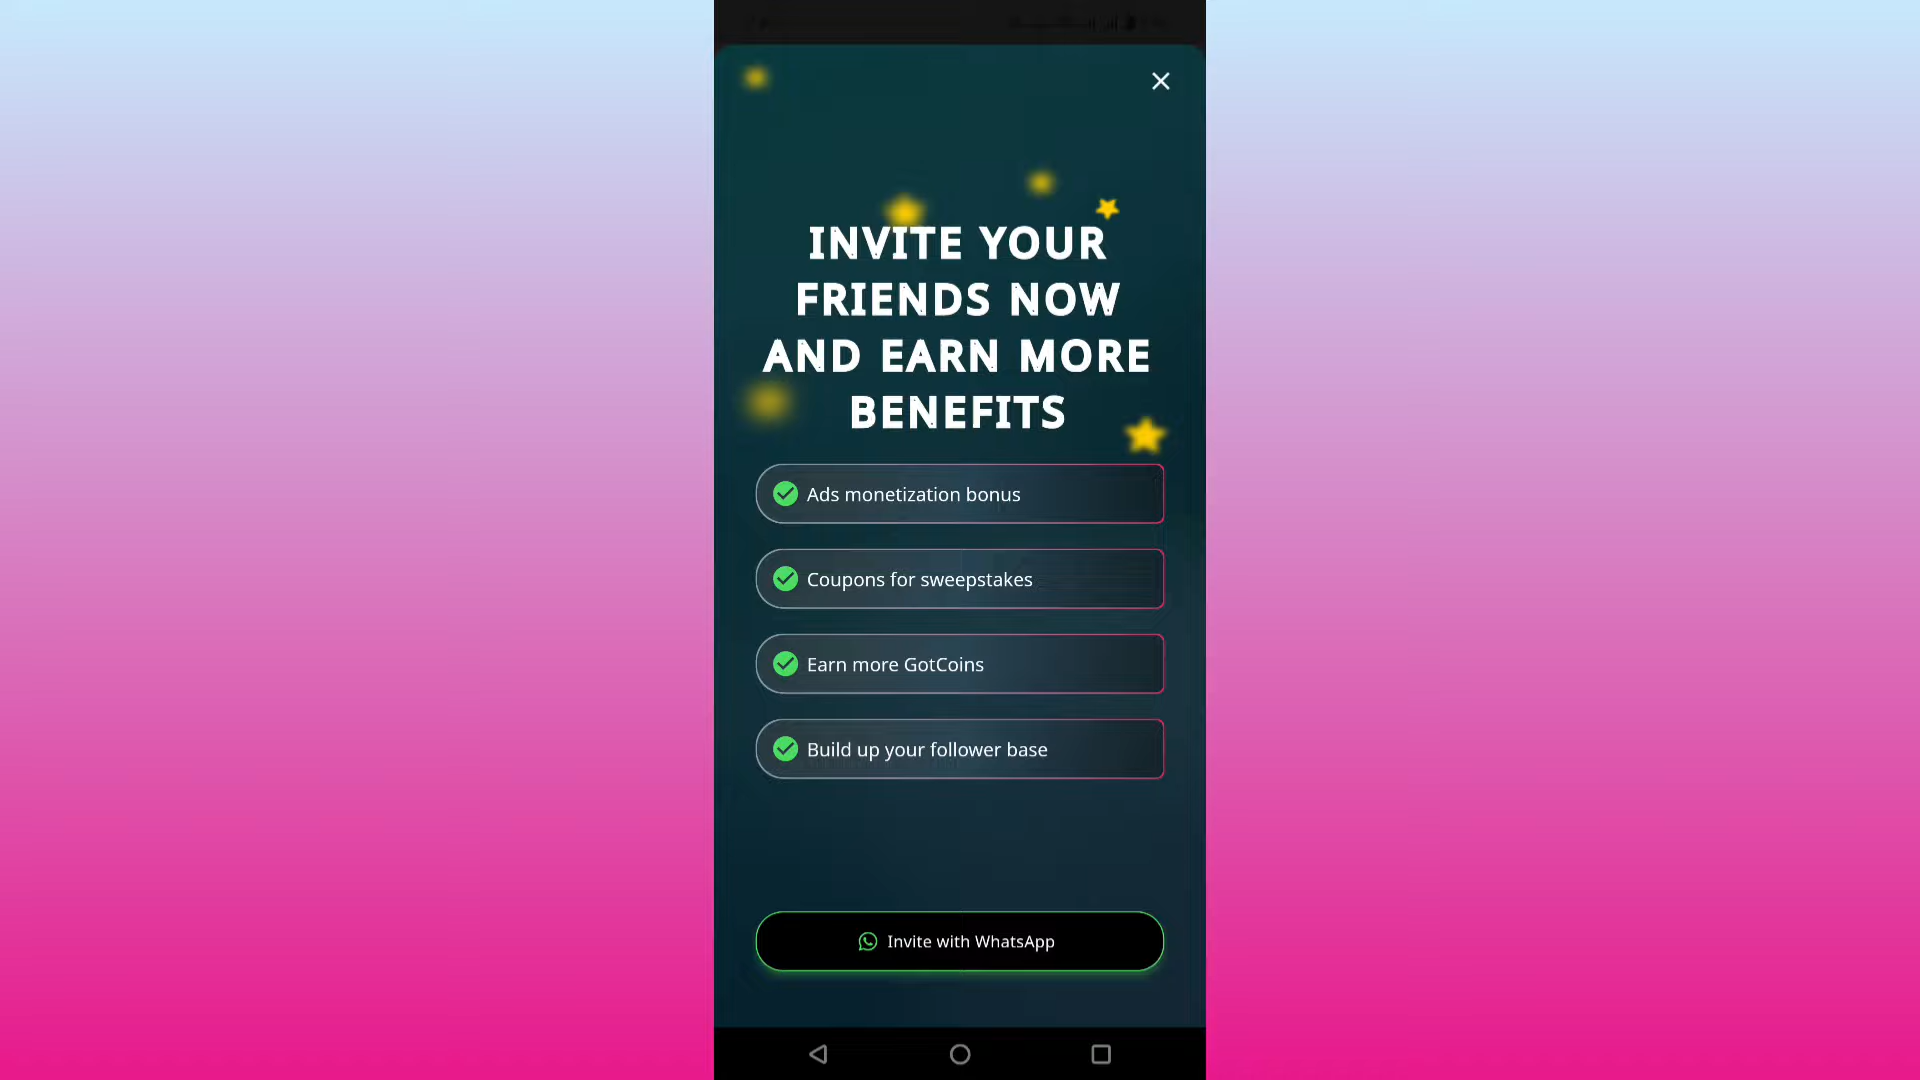 INVITE YOUR
FRIENDS NOW
AND EARN MORE
BENEFITS
Ads monetization bonus
Coupons for sweepstakes
Earn more GotCoins
Build up your follower base
Invite with WhatsApp